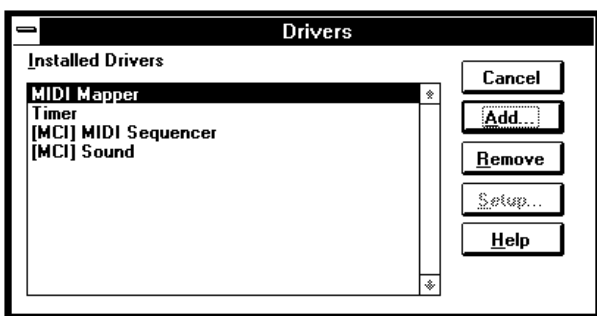 Drivers
Installed Drivers
MIDI Mapper
Timer
[MCI] MIDI Sequencer
[MCI] Sound
Cancel
Add...
Remove
Setup...
Help